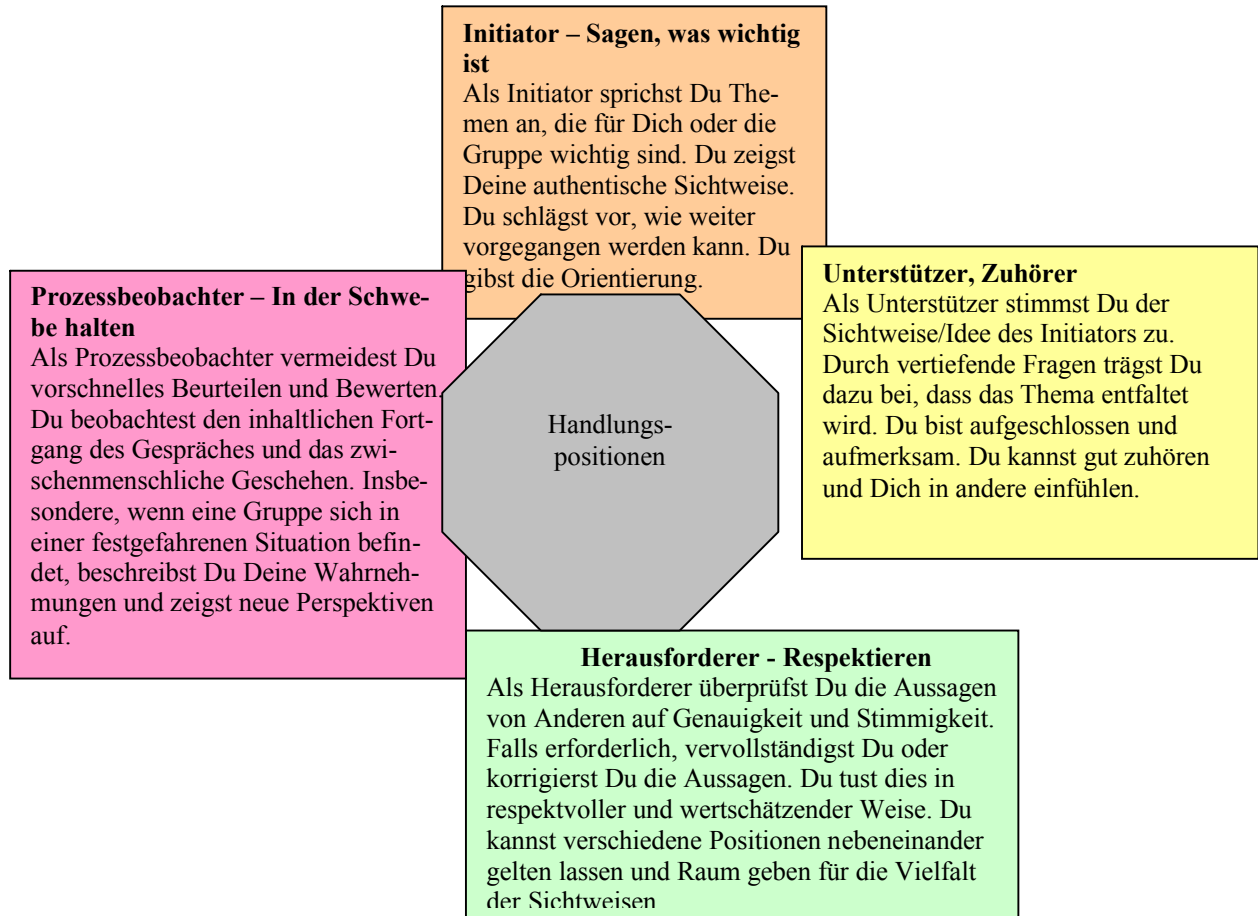 Initiator – Sagen, was wichtig
ist
Als Initiator sprichst Du The-
men an, die für Dich oder die
Gruppe wichtig sind. Du zeigst
Deine authentische Sichtweise.
Du schlägst vor, wie weiter
vorgegangen werden kann. Du
gibst die Orientierung.
Unterstützer, Zuhörer
Als Unterstützer stimmst Du der
Sichtweise/Idee des Initiators zu.
Durch vertiefende Fragen trägst Du
dazu bei, dass das Thema entfaltet
wird. Du bist aufgeschlossen und
aufmerksam. Du kannst gut zuhören
und Dich in andere einfühlen.
Prozessbeobachter – In der Schwe-
be halten
Als Prozessbeobachter vermeidest Du
vorschnelles Beurteilen und Bewerten.
Du beobachtest den inhaltlichen Fort-
gang des Gespräches und das zwi-
schenmenschliche Geschehen. Insbe-
sondere, wenn eine Gruppe sich in
einer festgefahrenen Situation befin-
det, beschreibst Du Deine Wahrneh-
mungen und zeigst neue Perspektiven
auf.
Handlungs-
positionen
Herausforderer - Respektieren
Als Herausforderer überprüfst Du die Aussagen
von Anderen auf Genauigkeit und Stimmigkeit.
Falls erforderlich, vervollständigst Du oder
korrigierst Du die Aussagen. Du tust dies in
respektvoller und wertschätzender Weise. Du
kannst verschiedene Positionen nebeneinander
gelten lassen und Raum geben für die Vielfalt
der Sichtweisen